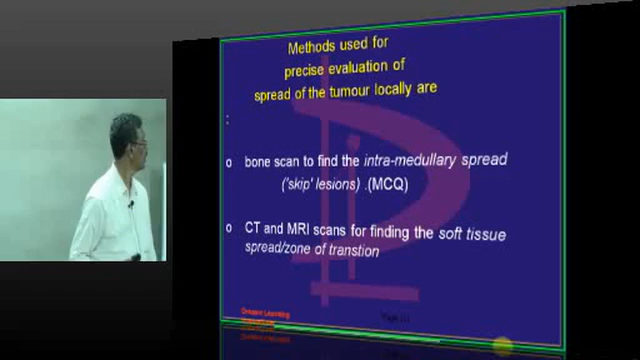 Methods used for
precise evaluation of
spread of the tumour locally are
:
o bone scan to find the intra-medullary spread
('skip' lesions) .(MCQ)
o CT and MRI scans for finding the soft tissue
spread/zone of transtion